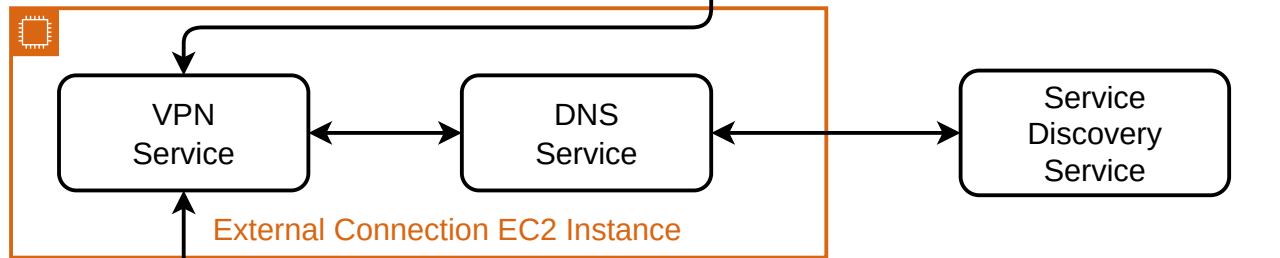 VPN
Service
DNS
Service
Service
Discovery
Service
External Connection EC2 Instance